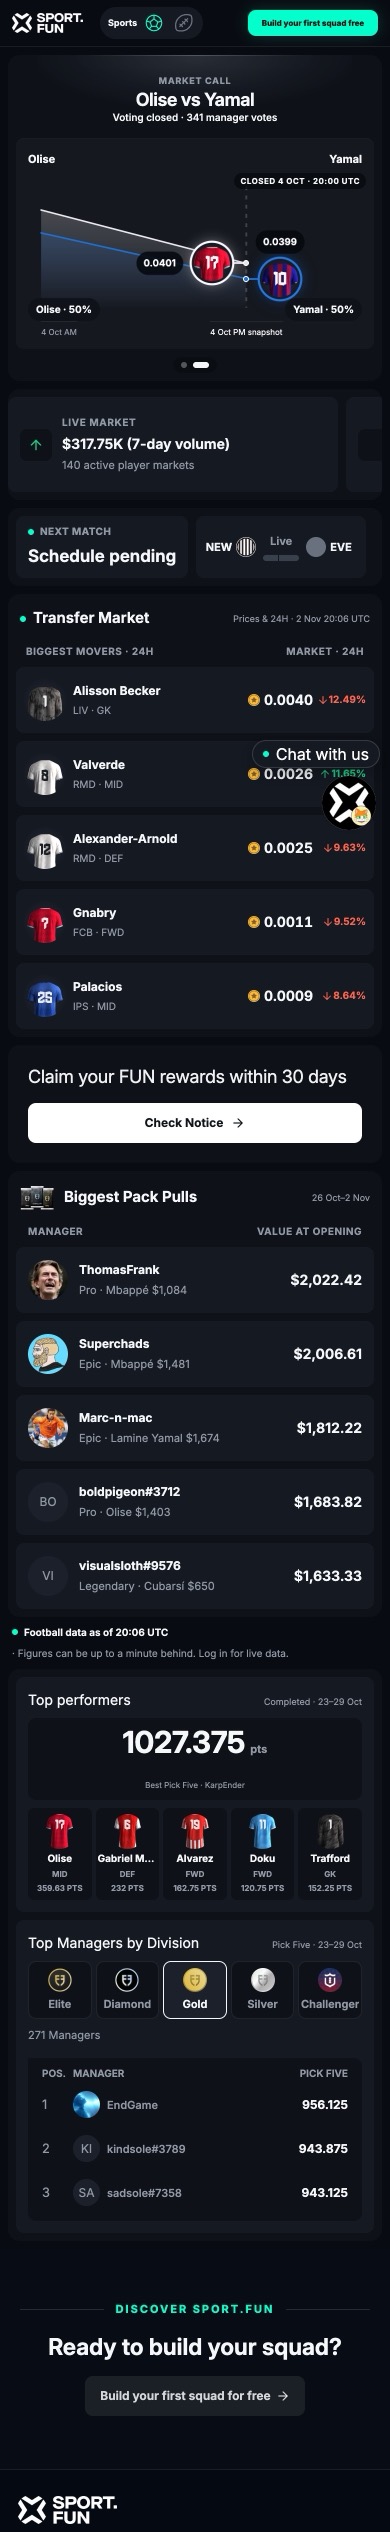 SPORT.
FUN
Sports
Build your first squad free
MARKET CALL
Olise vs Yamal
Voting closed · 341 manager votes
Olise
Yamal
CLOSED 4 OCT · 20:00 UTC
0.0399
17
0.0401
10
Olise · 50%
Yamal · 50%
4 Oct AM
4 Oct PM snapshot
LIVE MARKET
$317.75K (7-day volume)
140 active player markets
NEXT MATCH
Schedule pending
NEW
Live
EVE
Transfer Market
Prices & 24H · 2 Nov 20:06 UTC
BIGGEST MOVERS · 24H
MARKET · 24H
1
Alisson Becker
LIV · GK
0.0040 ↓12.49%
Chat with us
8
Valverde
RMD · MID
0.0026 ↑11.65%
12
Alexander-Arnold
RMD · DEF
0.0025 ↓9.63%
7
Gnabry
FCB · FWD
0.0011 ↓9.52%
25
Palacios
IPS · MID
0.0009 ↓8.64%
Claim your FUN rewards within 30 days
Check Notice →
Biggest Pack Pulls
26 Oct–2 Nov
MANAGER
VALUE AT OPENING
ThomasFrank
Pro · Mbappé $1,084
$2,022.42
Superchads
Epic · Mbappé $1,481
$2,006.61
Marc-n-mac
Epic · Lamine Yamal $1,674
$1,812.22
BO
boldpigeon#3712
Pro · Olise $1,403
$1,683.82
VI
visualsloth#9576
Legendary · Cubarsí $650
$1,633.33
Football data as of 20:06 UTC
· Figures can be up to a minute behind. Log in for live data.
Top performers
Completed · 23–29 Oct
1027.375 pts
Best Pick Five · KarpEnder
17
6
19
11
1
Olise
Gabriel M...
Alvarez
Doku
Trafford
MID
DEF
FWD
FWD
GK
359.63 PTS
232 PTS
162.75 PTS
120.75 PTS
152.25 PTS
Top Managers by Division
Pick Five · 23–29 Oct
Elite
Diamond
Gold
Silver
Challenger
271 Managers
POS.
MANAGER
PICK FIVE
1
EndGame
956.125
2
KI
kindsole#3789
943.875
3
SA
sadsole#7358
943.125
DISCOVER SPORT.FUN
Ready to build your squad?
Build your first squad for free →
SPORT.
FUN